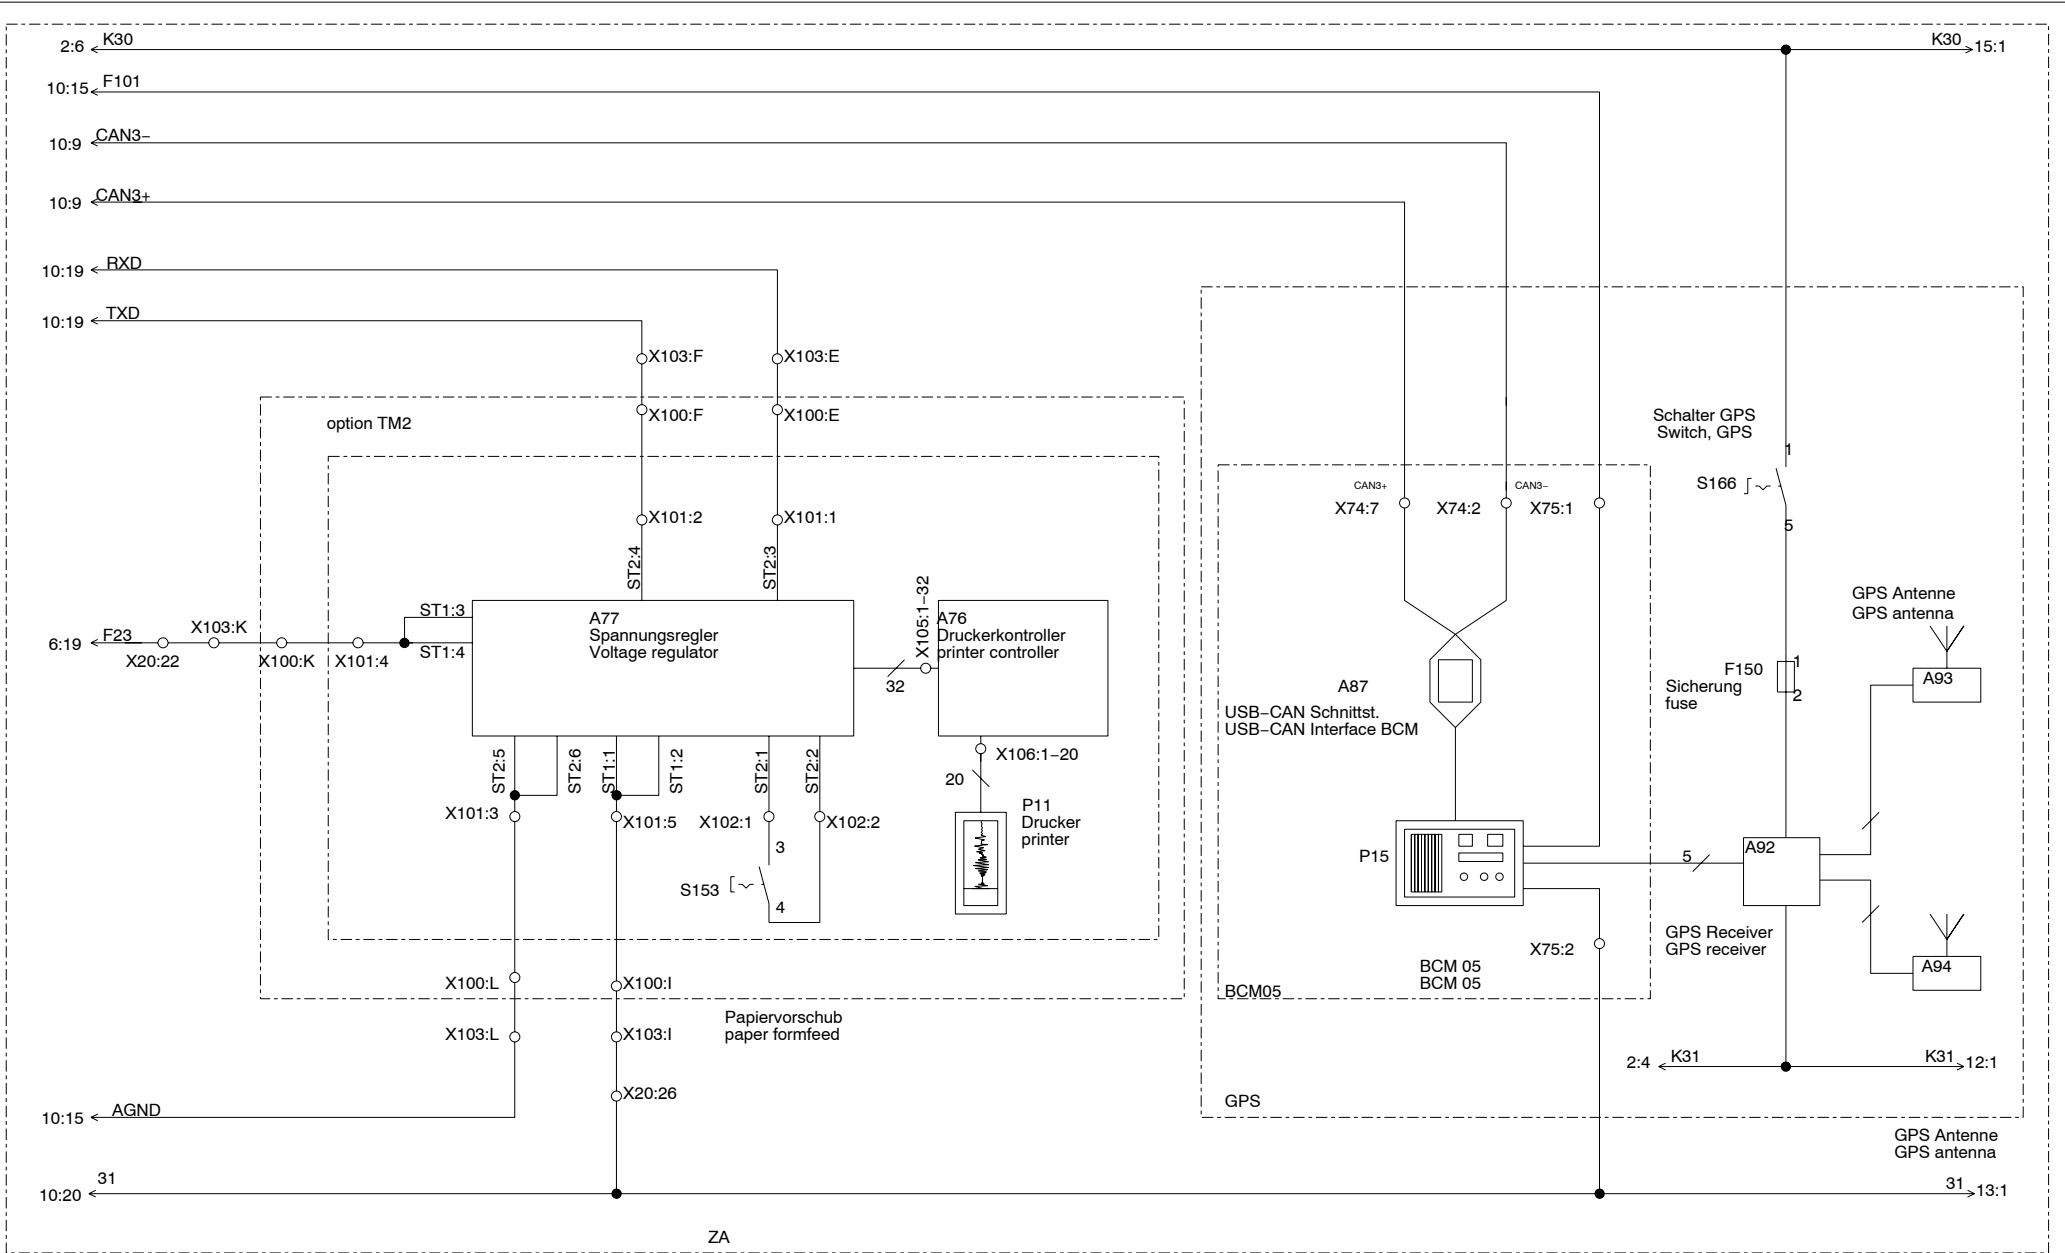 2:6 K30 K30 15:1
10:15 F101
10:9 CAN3−
10:9 CAN3+
10:19 RXD
10:19 TXD
X103:F X103:E
X100:F X100:E
option TM2
X101:2 X101:1
ST2:4 ST2:3
6:19 F23
X20:22
X103:K
X100:K
X101:4
ST1:3
ST1:4
A77
Spannungsregler
Voltage regulator
32
X105:1−32
A76
Druckerkontroller
printer controller
ST2:5 ST2:6 ST1:1 ST1:2 ST2:1 ST2:2
X101:3 X101:5 X102:1 X102:2
X106:1−20
20
P11
Drucker
printer
3
S153
4
X100:L X100:I
X103:L X103:I
Papiervorschub
paper formfeed
X20:26
10:15 AGND
10:20 31
ZA
CAN3+ CAN3−
X74:7 X74:2 X75:1
A87
USB−CAN Schnittst.
USB−CAN Interface BCM
P15
X75:2
BCM 05
BCM 05
BCM05
Schalter GPS
Switch, GPS
1
S166
5
F150
Sicherung
fuse
1
2
GPS Antenne
GPS antenna
A93
5
A92
GPS Receiver
GPS receiver
A94
2:4 K31 K31 12:1
GPS
GPS Antenne
GPS antenna
31 13:1